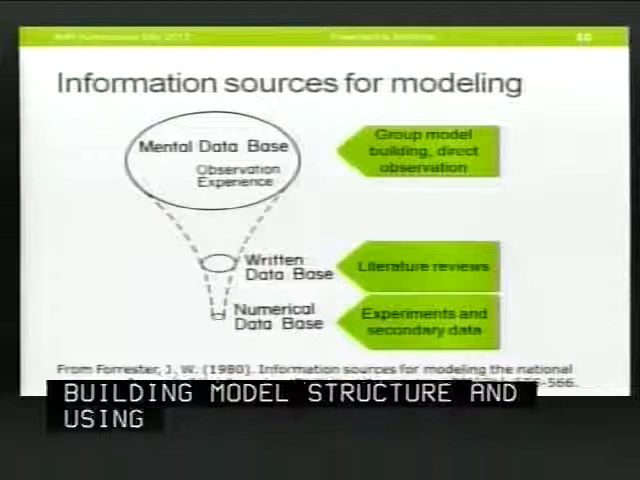 80
Information sources for modeling
Mental Data Base
Observation
Experience
Group model
building, direct
observation
Written
Data Base
Literature reviews
Numerical
Data Base
Experiments and
secondary data
From Forrester, J. W. (1980). Information sources for modeling the national
-566.
BUILDING MODEL STRUCTURE AND
USING